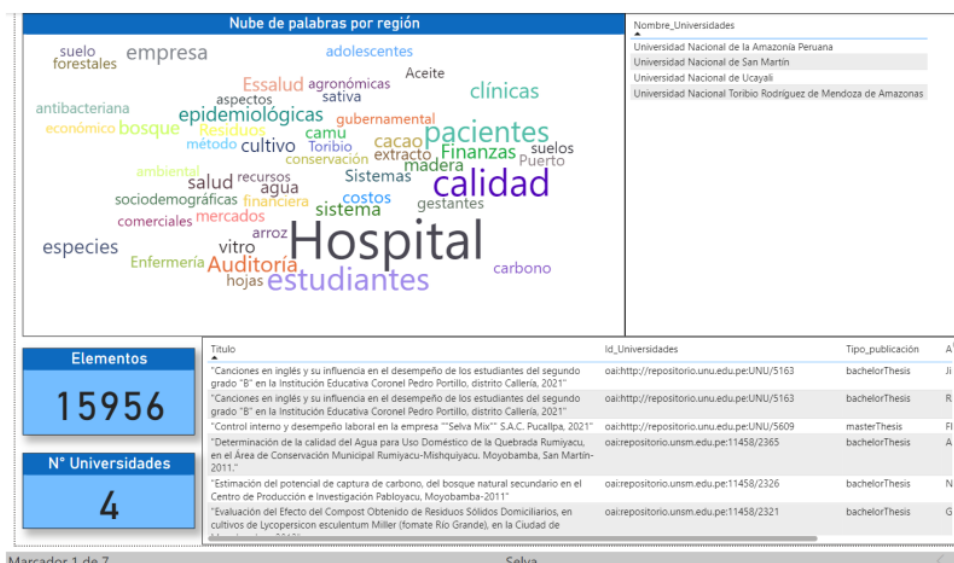 Nube de palabras por región
suelo
forestales
empresa
adolescentes
Aceite
Essalud
agronómicas
clínicas
aspectos
sativa
antibacteriana
epidemiológicas
gubernamental
económico
bosque
Residuos
camu
pacientes
método
cultivo
Toribio
cacao
Finanzas
suelos
conservación
extracto
Puerto
ambiental
madera
salud
recursos
Sistemas
calidad
agua
sociodemográficas
financiera
costos
gestantes
sistema
comerciales
mercados
arroz
Hospital
especies
vitro
Enfermería
Auditoría
carbono
hojas
estudiantes
Nombre_Universidades
Universidad Nacional de la Amazonía Peruana
Universidad Nacional de San Martín
Universidad Nacional de Ucayali
Universidad Nacional Toribio Rodríguez de Mendoza de Amazonas
Elementos
15956
N° Universidades
4
Titulo Id_Universidades Tipo_publicación A
"Canciones en inglés y su influencia en el desempeño de los estudiantes del segundo oai:http://repositorio.unu.edu.pe:UNU/5163 bachelorThesis Ji
grado "B" en la Institución Educativa Coronel Pedro Portillo, distrito Callería, 2021"
"Canciones en inglés y su influencia en el desempeño de los estudiantes del segundo oai:http://repositorio.unu.edu.pe:UNU/5163 bachelorThesis R
grado "B" en la Institución Educativa Coronel Pedro Portillo, distrito Callería, 2021"
"Control interno y desempeño laboral en la empresa ""Selva Mix"" S.A.C. Pucallpa, 2021" oai:http://repositorio.unu.edu.pe:UNU/5609 masterThesis Fl
"Determinación de la calidad del Agua para Uso Doméstico de la Quebrada Rumiyacu, oai:repositorio.unsm.edu.pe:11458/2365 bachelorThesis A
en el Área de Conservación Municipal Rumiyacu-Mishquiyacu. Moyobamba, San Martín-
2011."
"Estimación del potencial de captura de carbono, del bosque natural secundario en el oai:repositorio.unsm.edu.pe:11458/2326 bachelorThesis N
Centro de Producción e Investigación Pabloyacu, Moyobamba-2011"
"Evaluación del Efecto del Compost Obtenido de Residuos Sólidos Domiciliarios, en oai:repositorio.unsm.edu.pe:11458/2321 bachelorThesis G
cultivos de Lycopersicon esculentum Miller (fomate Río Grande), en la Ciudad de
Marcador 1 de 7 Selva